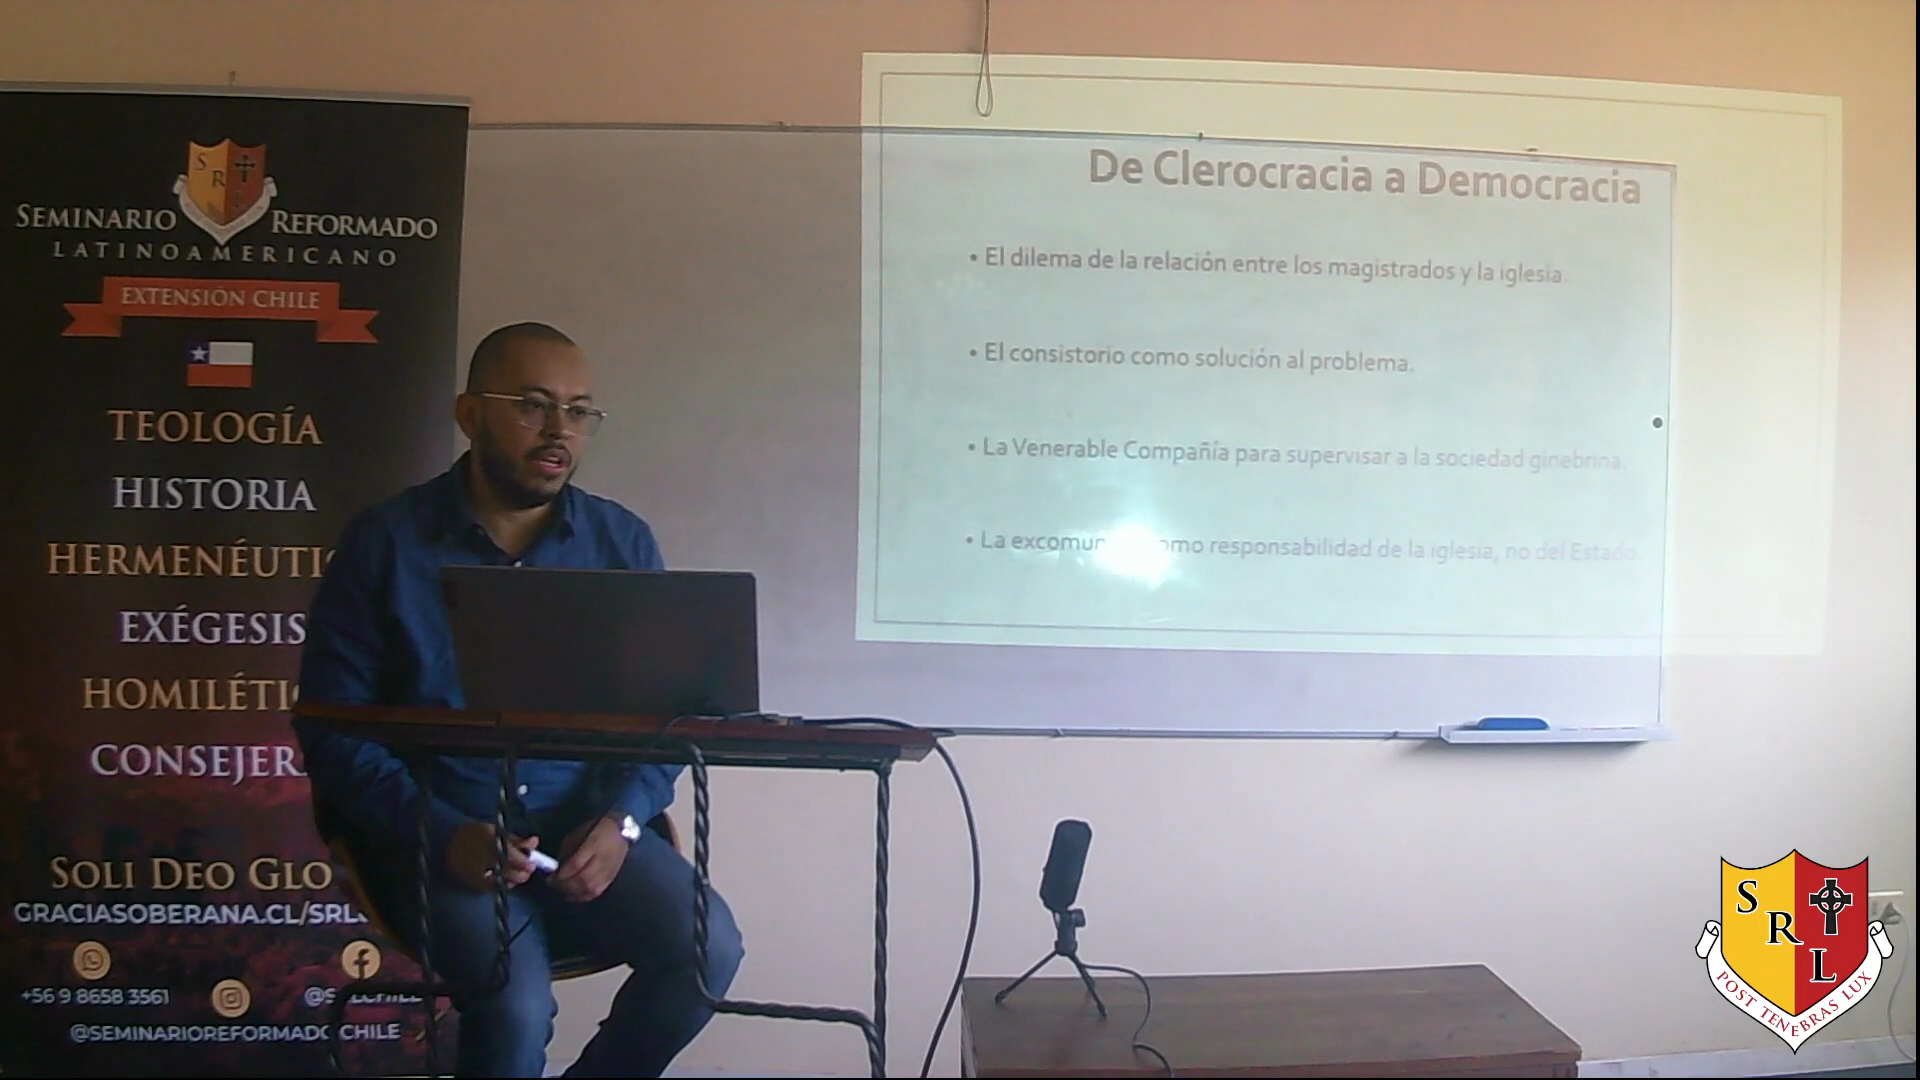 S
R
L
SEMINARIO REFORMADO
LATINOAMERICANO
EXTENSIÓN CHILE
TEOLOGÍA
HISTORIA
HERMENÉUTIC
EXÉGESIS
HOMILÉTIC
CONSEJER
SOLI DEO GLO
GRACIASOBERANA.CL/SRL
+56 9 8658 3561
@SEMINARIOREFORMADO CHILE
De Clerocracia a Democracia
• El dilema de la relación entre los magistrados y la iglesia.
• El consistorio como solución al problema.
• La Venerable Compañía para supervisar a la sociedad ginebrina.
• La excomun omo responsabilidad de la iglesia, no del Estado.
S
R
L
POST TENEBRAS LUX